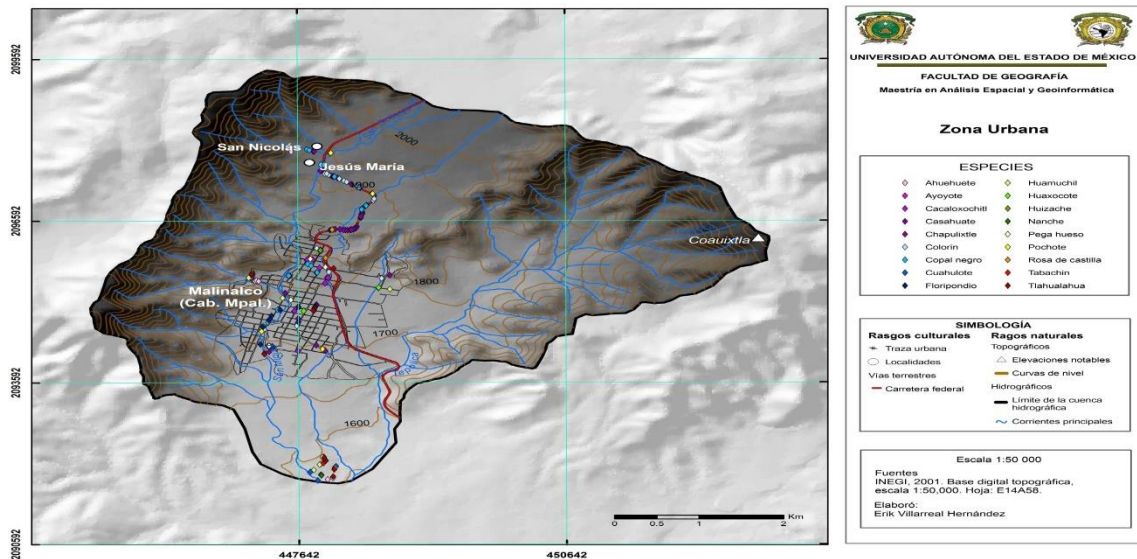 2099592
2096592
2093592
2090592
447642
450642
San Nicolás
Jesús María
2000
Malinalco
(Cab. Mpal.)
Coauixtla
1800
1700
1600
0 0.5 1 2
Km
UNIVERSIDAD AUTÓNOMA DEL ESTADO DE MÉXICO
FACULTAD DE GEOGRAFÍA
Maestría en Análisis Espacial y Geoinformática
Zona Urbana
ESPECIES
Ahuehuete
Ayoyote
Cacaloxochitl
Casahuate
Chapulixtle
Colorin
Copal negro
Cuahulote
Floripondio
Huamuchil
Huaxocote
Huizache
Nanche
Pega hueso
Pochote
Rosa de castilla
Tabachin
Tlahualahua
SIMBOLOGÍA
Rasgos culturales
Traza urbana
Localidades
Vías terrestres
Carretera federal
Ragos naturales
Topográficos
Elevaciones notables
Curvas de nivel
Hidrográficos
Límite de la cuenca
hidrográfica
Corrientes principales
Escala 1:50 000
Fuentes
INEGI, 2001. Base digital topográfica,
escala 1:50,000. Hoja: E14A58.
Elaboró:
Erik Villarreal Hernández